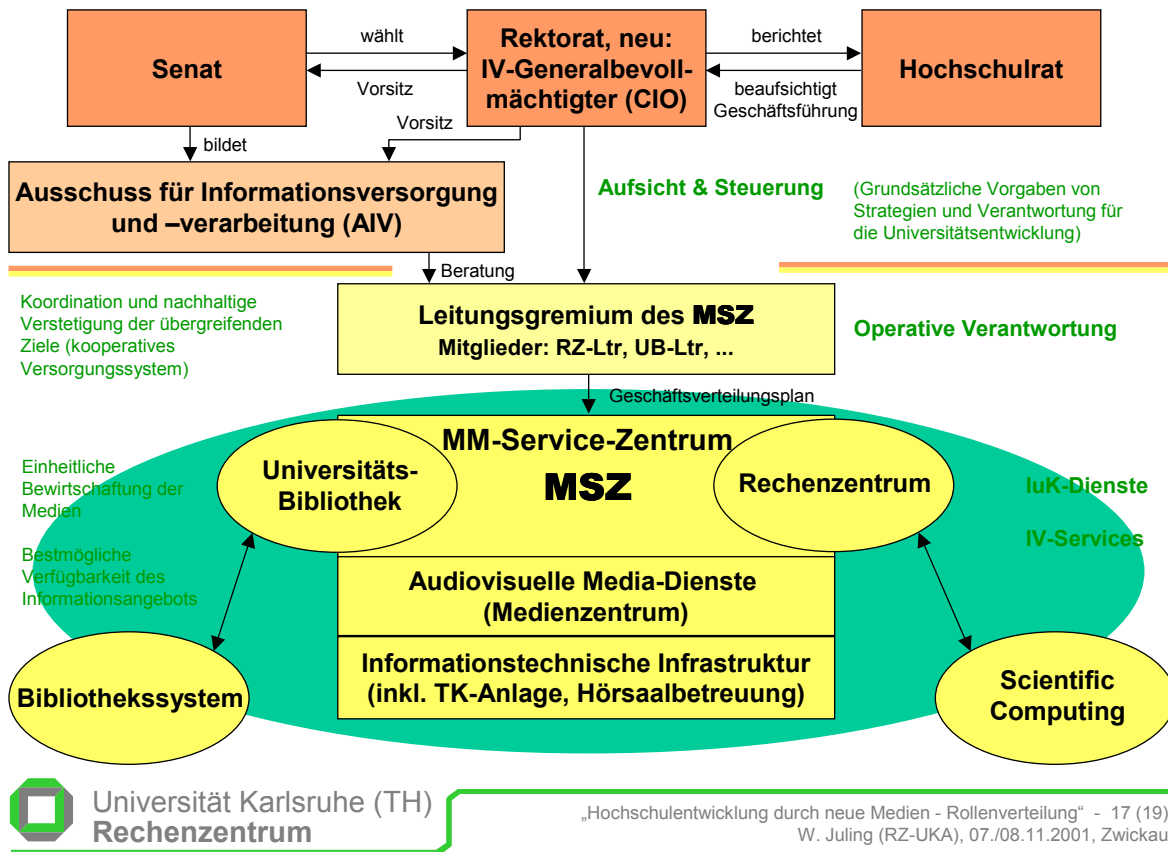 Senat
wählt
Vorsitz
Rektorat, neu:
IV-Generalbevoll-
mächtigter (CIO)
berichtet
beaufsichtigt
Geschäftsführung
Hochschulrat
bildet
Vorsitz
Ausschuss für Informationsversorgung
und –verarbeitung (AIV)
Aufsicht & Steuerung
(Grundsätzliche Vorgaben von
Strategien und Verantwortung für
die Universitätsentwicklung)
Beratung
Koordination und nachhaltige
Verstetigung der übergreifenden
Ziele (kooperatives
Versorgungssystem)
Leitungsgremium des MSZ
Mitglieder: RZ-Ltr, UB-Ltr, ...
Operative Verantwortung
Geschäftsverteilungsplan
MM-Service-Zentrum
MSZ
Universitäts-
Bibliothek
Rechenzentrum
Einheitliche
Bewirtschaftung der
Medien
Bestmögliche
Verfügbarkeit des
Informationsangebots
IuK-Dienste
IV-Services
Audiovisuelle Media-Dienste
(Medienzentrum)
Informationstechnische Infrastruktur
(inkl. TK-Anlage, Hörsaalbetreuung)
Bibliothekssystem
Scientific
Computing
Universität Karlsruhe (TH)
Rechenzentrum
„Hochschulentwicklung durch neue Medien - Rollenverteilung“ - 17 (19)
W. Juling (RZ-UKA), 07./08.11.2001, Zwickau